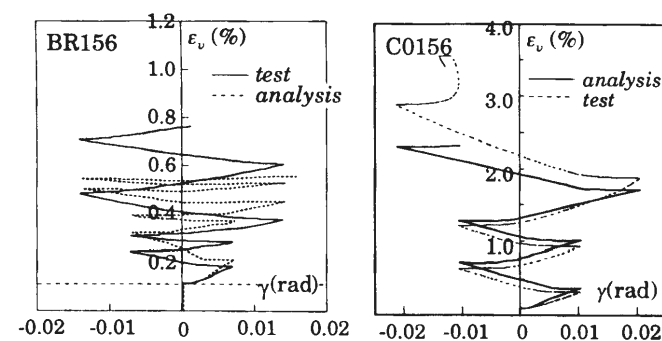 BR156
ε_v (%)
1.2
1.0
0.8
0.6
0.4
0.2
test
analysis
γ(rad)
-0.02 -0.01 0 0.01 0.02
C0156
ε_v (%)
4.0
3.0
2.0
1.0
analysis
test
γ(rad)
-0.02 -0.01 0 0.01 0.02